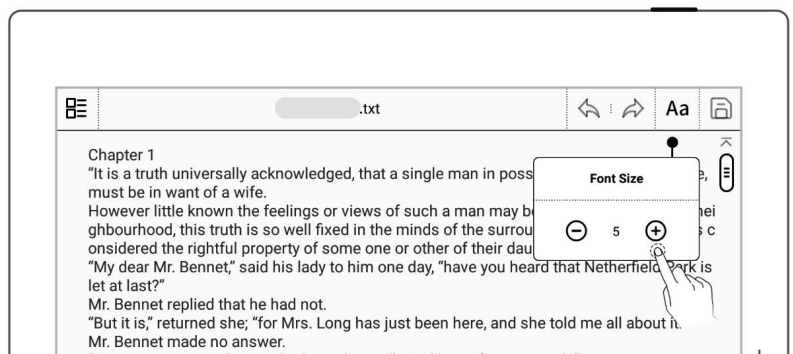 .txt
Aa
Chapter 1
“It is a truth universally acknowledged, that a single man in poss e,
must be in want of a wife.
However little known the feelings or views of such a man may b nei
ghbourhood, this truth is so well fixed in the minds of the surrou s c
onsidered the rightful property of some one or other of their dau
“My dear Mr. Bennet,” said his lady to him one day, “have you heard that Netherfield Park is
let at last?”
Mr. Bennet replied that he had not.
“But it is,” returned she; “for Mrs. Long has just been here, and she told me all about it.
Mr. Bennet made no answer.
Font Size
5